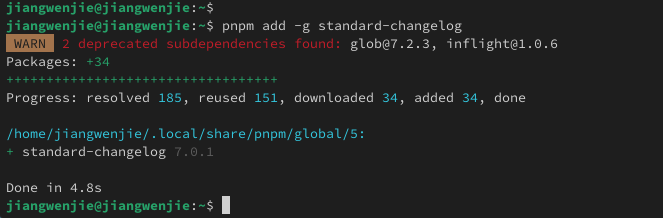 jiangwenjie@jiangwenjie:~$
jiangwenjie@jiangwenjie:~$ pnpm add -g standard-changelog
WARN 2 deprecated subdependencies found: glob@7.2.3, inflight@1.0.6
Packages: +34
++++++++++++++++++++++++++++++++++
Progress: resolved 185, reused 151, downloaded 34, added 34, done
/home/jiangwenjie/.local/share/pnpm/global/5:
+ standard-changelog 7.0.1
Done in 4.8s
jiangwenjie@jiangwenjie:~$